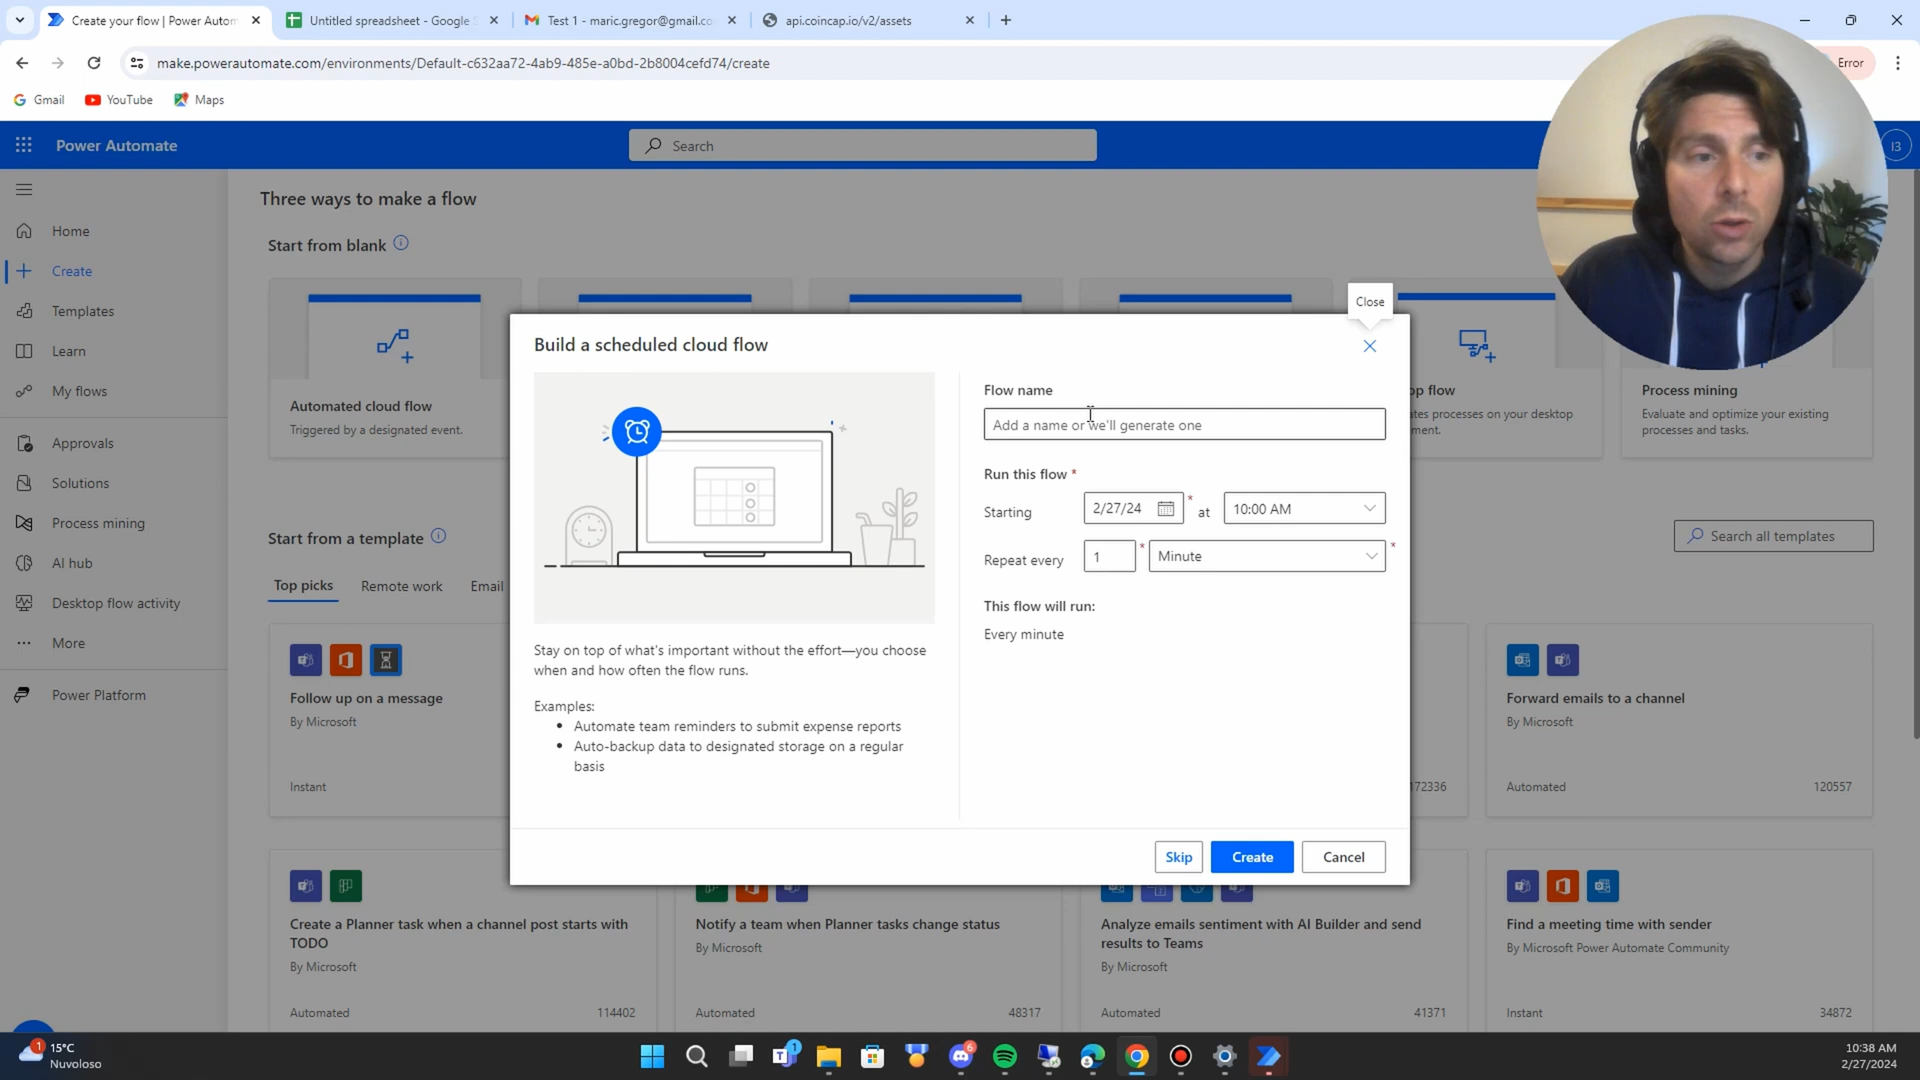 Create your flow | Power Autom
Untitled spreadsheet - Google S
Test 1 - maric.gregor@gmail.co
api.coincap.io/v2/assets
make.powerautomate.com/environments/Default-c632aa72-4ab9-485e-a0bd-2b8004cefd74/create
Error
Gmail
YouTube
Maps
Power Automate
Search
I3
Three ways to make a flow
Home
Start from blank
Create
Templates
Learn
My flows
Approvals
Solutions
Process mining
AI hub
Desktop flow activity
More
Power Platform
Automated cloud flow
Triggered by a designated event.
op flow
ates processes on your desktop
ment.
Process mining
Evaluate and optimize your existing
processes and tasks.
Close
Build a scheduled cloud flow
Flow name
Add a name or we'll generate one
Run this flow *
Starting
2/27/24
*
at
10:00 AM
Repeat every
1
*
Minute
*
This flow will run:
Every minute
Stay on top of what's important without the effort—you choose
when and how often the flow runs.
Examples:
• Automate team reminders to submit expense reports
• Auto-backup data to designated storage on a regular
basis
Skip
Create
Cancel
Start from a template
Search all templates
Top picks
Remote work
Email
Follow up on a message
By Microsoft
Instant
172336
Forward emails to a channel
By Microsoft
Automated
120557
Create a Planner task when a channel post starts with
TODO
By Microsoft
Automated
114402
Notify a team when Planner tasks change status
By Microsoft
Automated
48317
Analyze emails sentiment with AI Builder and send
results to Teams
By Microsoft
Automated
41371
Find a meeting time with sender
By Microsoft Power Automate Community
Instant
34872
1
15°C
Nuvoloso
1
6
10:38 AM
2/27/2024